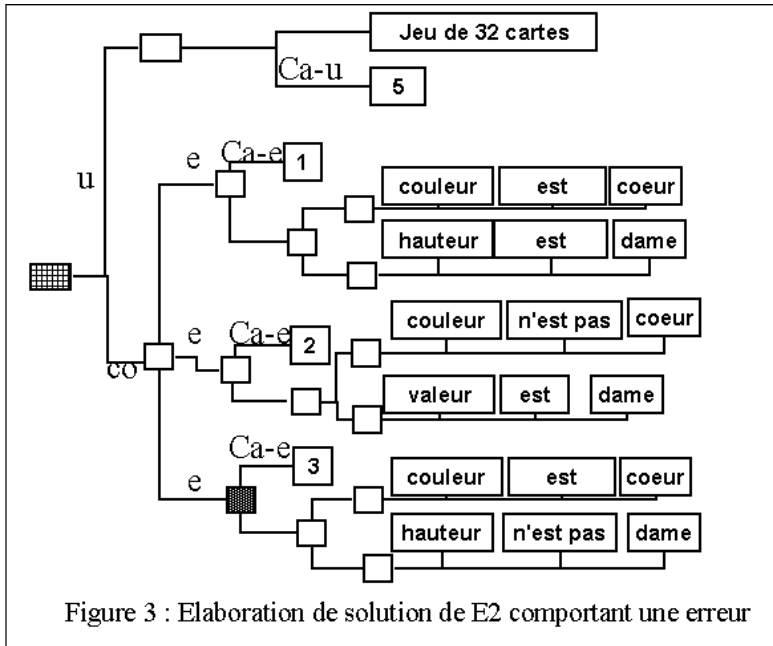 Jeu de 32 cartes
Ca-u
5
u
e
Ca-e
1
couleur est coeur
hauteur est dame
co
e
Ca-e
2
couleur n'est pas coeur
valeur est dame
e
Ca-e
3
couleur est coeur
hauteur n'est pas dame
Figure 3 : Elaboration de solution de E2 comportant une erreur